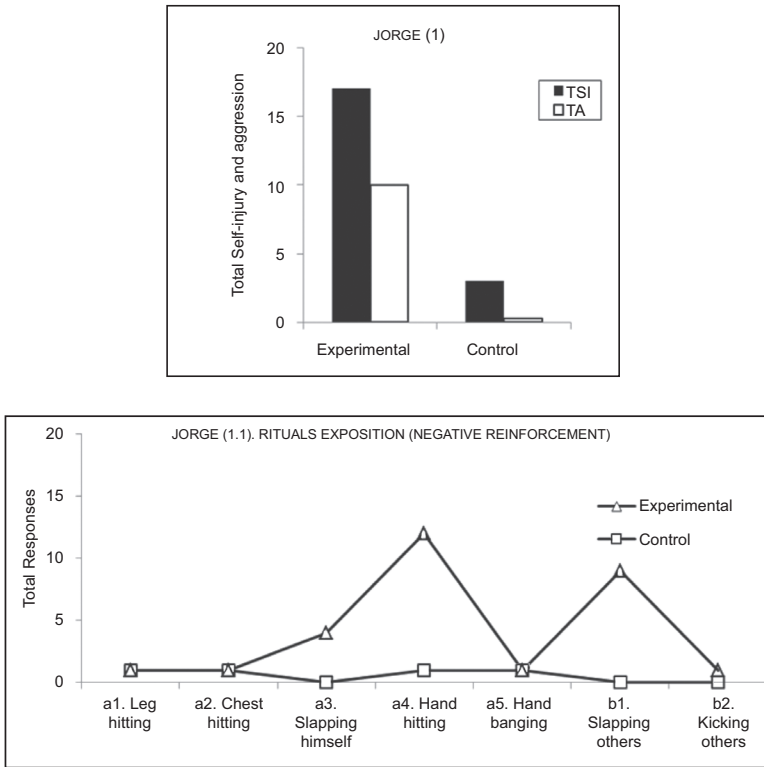 JORGE (1)
Total Self-injury and aggression
20
15
10
5
0
TSI
TA
Experimental
Control
JORGE (1.1). RITUALS EXPOSITION (NEGATIVE REINFORCEMENT)
Total Responses
20
15
10
5
0
Experimental
Control
a1. Leg hitting
a2. Chest hitting
a3. Slapping himself
a4. Hand hitting
a5. Hand banging
b1. Slapping others
b2. Kicking others